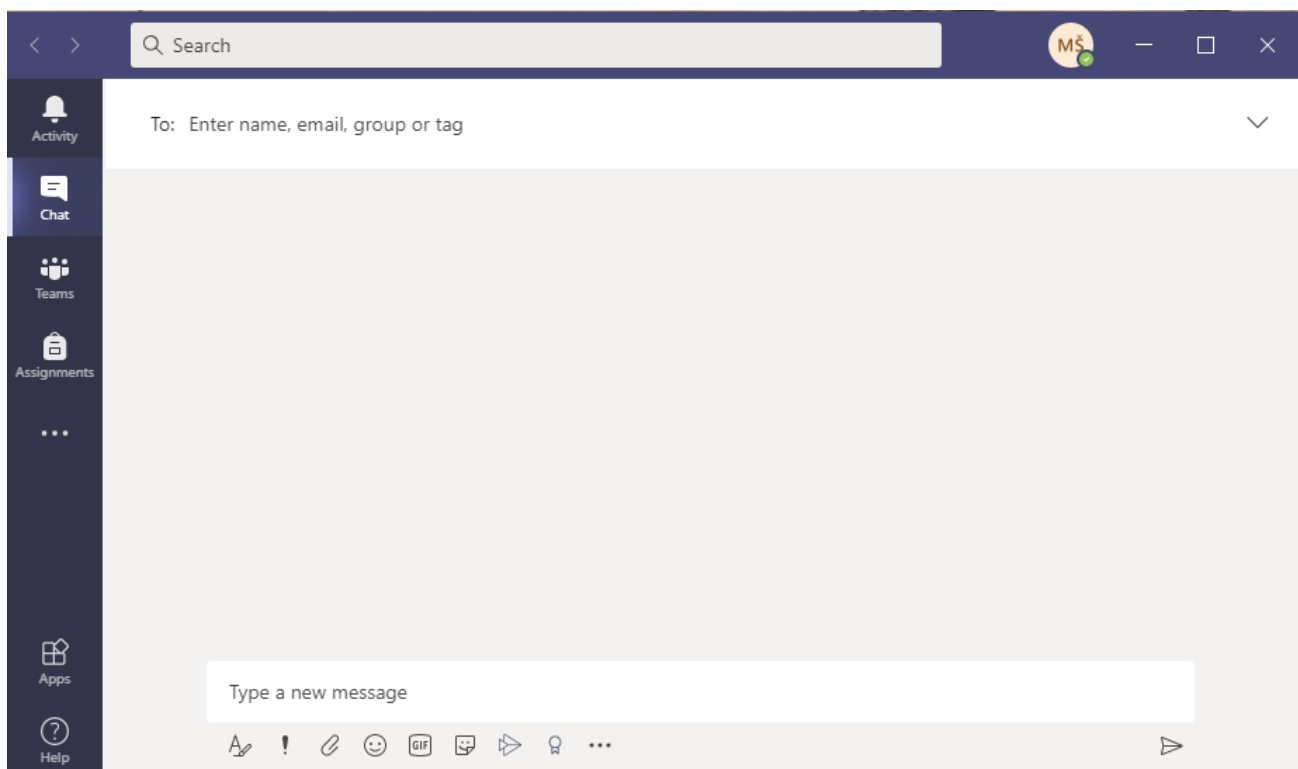 Search
MŠ
Activity
To: Enter name, email, group or tag
Chat
Teams
Assignments
Apps
Type a new message
GIF
Help